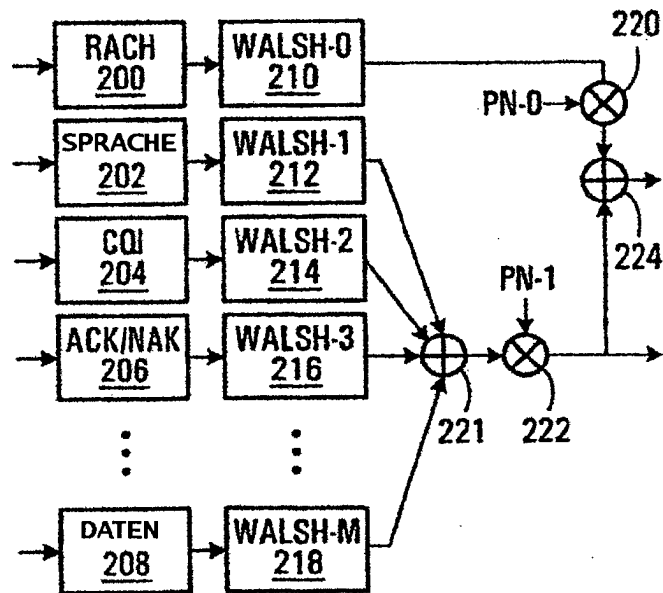 RACH
200
WALSH-0
210
220
PN-0
SPRACHE
202
WALSH-1
212
224
CQI
204
WALSH-2
214
PN-1
ACK/NAK
206
WALSH-3
216
221
222
DATEN
208
WALSH-M
218